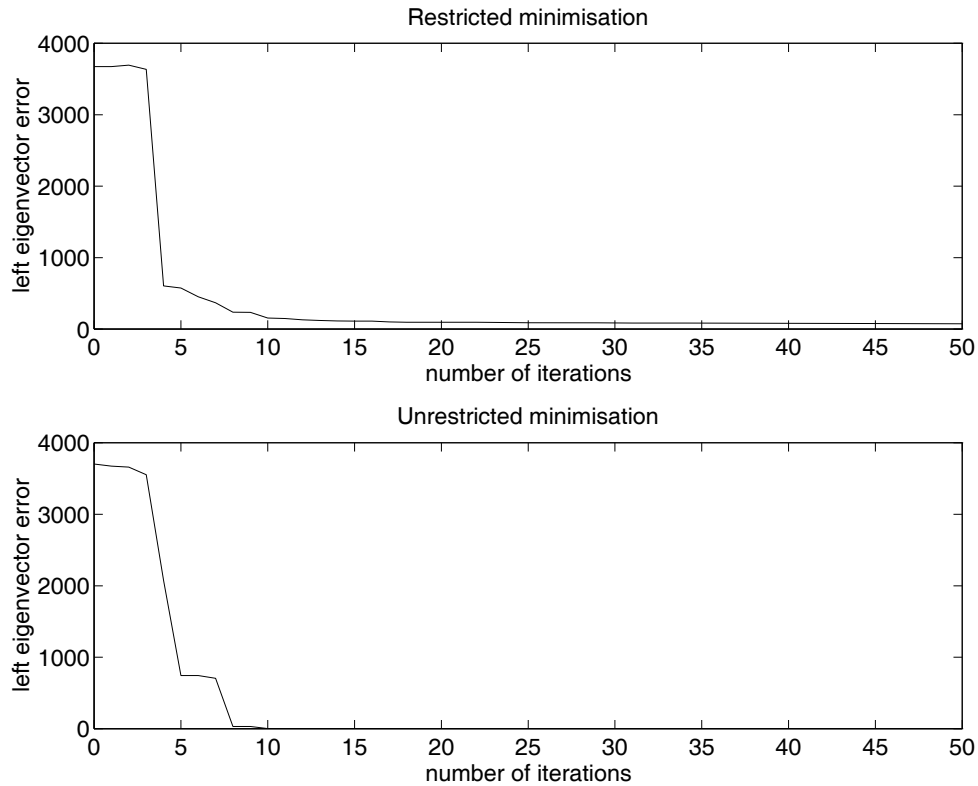 Restricted minimisation
left eigenvector error
4000
3000
2000
1000
0
0 5 10 15 20 25 30 35 40 45 50
number of iterations
Unrestricted minimisation
left eigenvector error
4000
3000
2000
1000
0
0 5 10 15 20 25 30 35 40 45 50
number of iterations